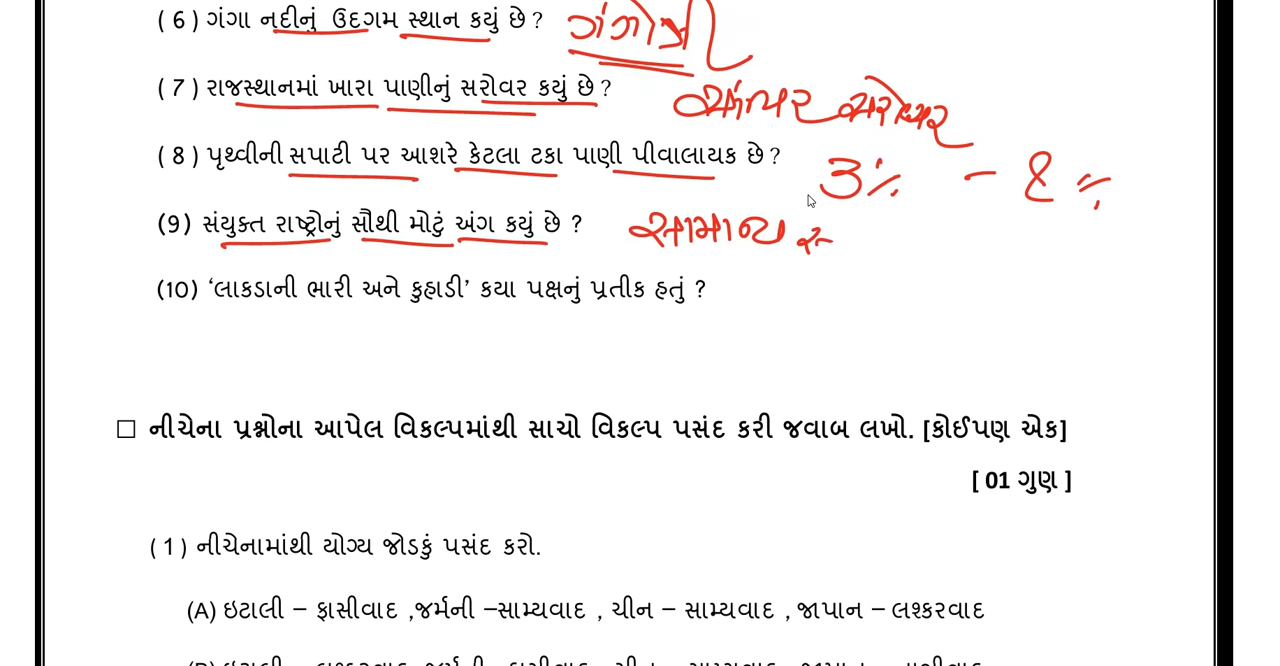 (6) ગંગા નદીનું ઉદગમ સ્થાન કયું છે? ગંગોત્રી
(7) રાજસ્થાનમાં ખારા પાણીનું સરોવર કયું છે? સાંભર સરોવર
(8) પૃથ્વીની સપાટી પર આશરે કેટલા ટકા પાણી પીવાલાયક છે? 3% - 1%
(9) સંયુક્ત રાષ્ટ્રોનું સૌથી મોટું અંગ કયું છે ? સામાન્ય
(10) ‘લાકડાની ભારી અને કુહાડી’ કયા પક્ષનું પ્રતીક હતું ?
□ નીચેના પ્રશ્નોના આપેલ વિકલ્પમાંથી સાચો વિકલ્પ પસંદ કરી જવાબ લખો. [કોઈપણ એક]
[ 01 ગુણ ]
(1) નીચેનામાંથી યોગ્ય જોડકું પસંદ કરો.
(A) ઇટાલી – ફાસીવાદ ,જર્મની –સામ્યવાદ , ચીન – સામ્યવાદ , જાપાન – લશ્કરવાદ